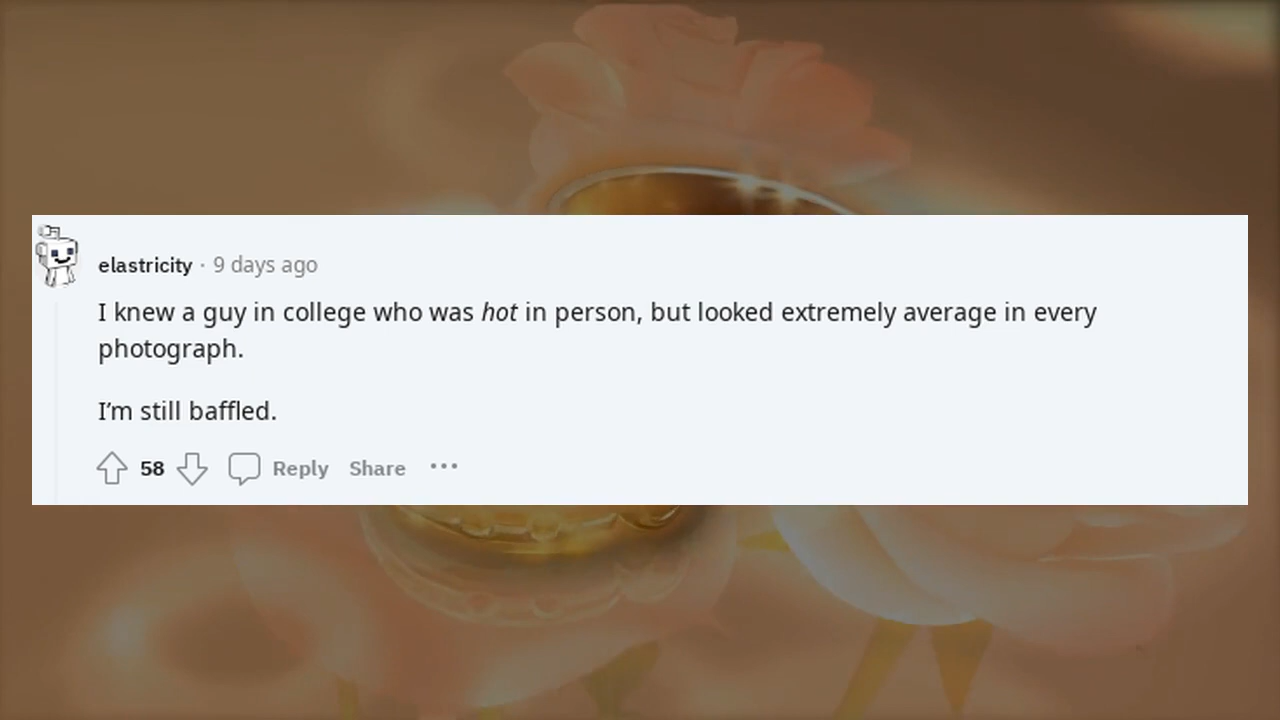 elastricity · 9 days ago
I knew a guy in college who was hot in person, but looked extremely average in every
photograph.
I’m still baffled.
58 Reply Share •••